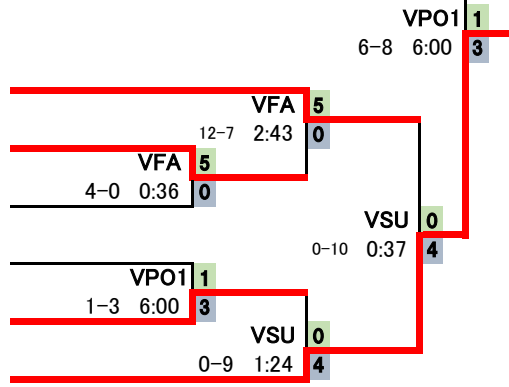 VPO1 1
6-8 6:00 3
VFA 5
12-7 2:43 0
VFA 5
4-0 0:36 0
VSU 0
0-10 0:37 4
VPO1 1
1-3 6:00 3
VSU 0
0-9 1:24 4